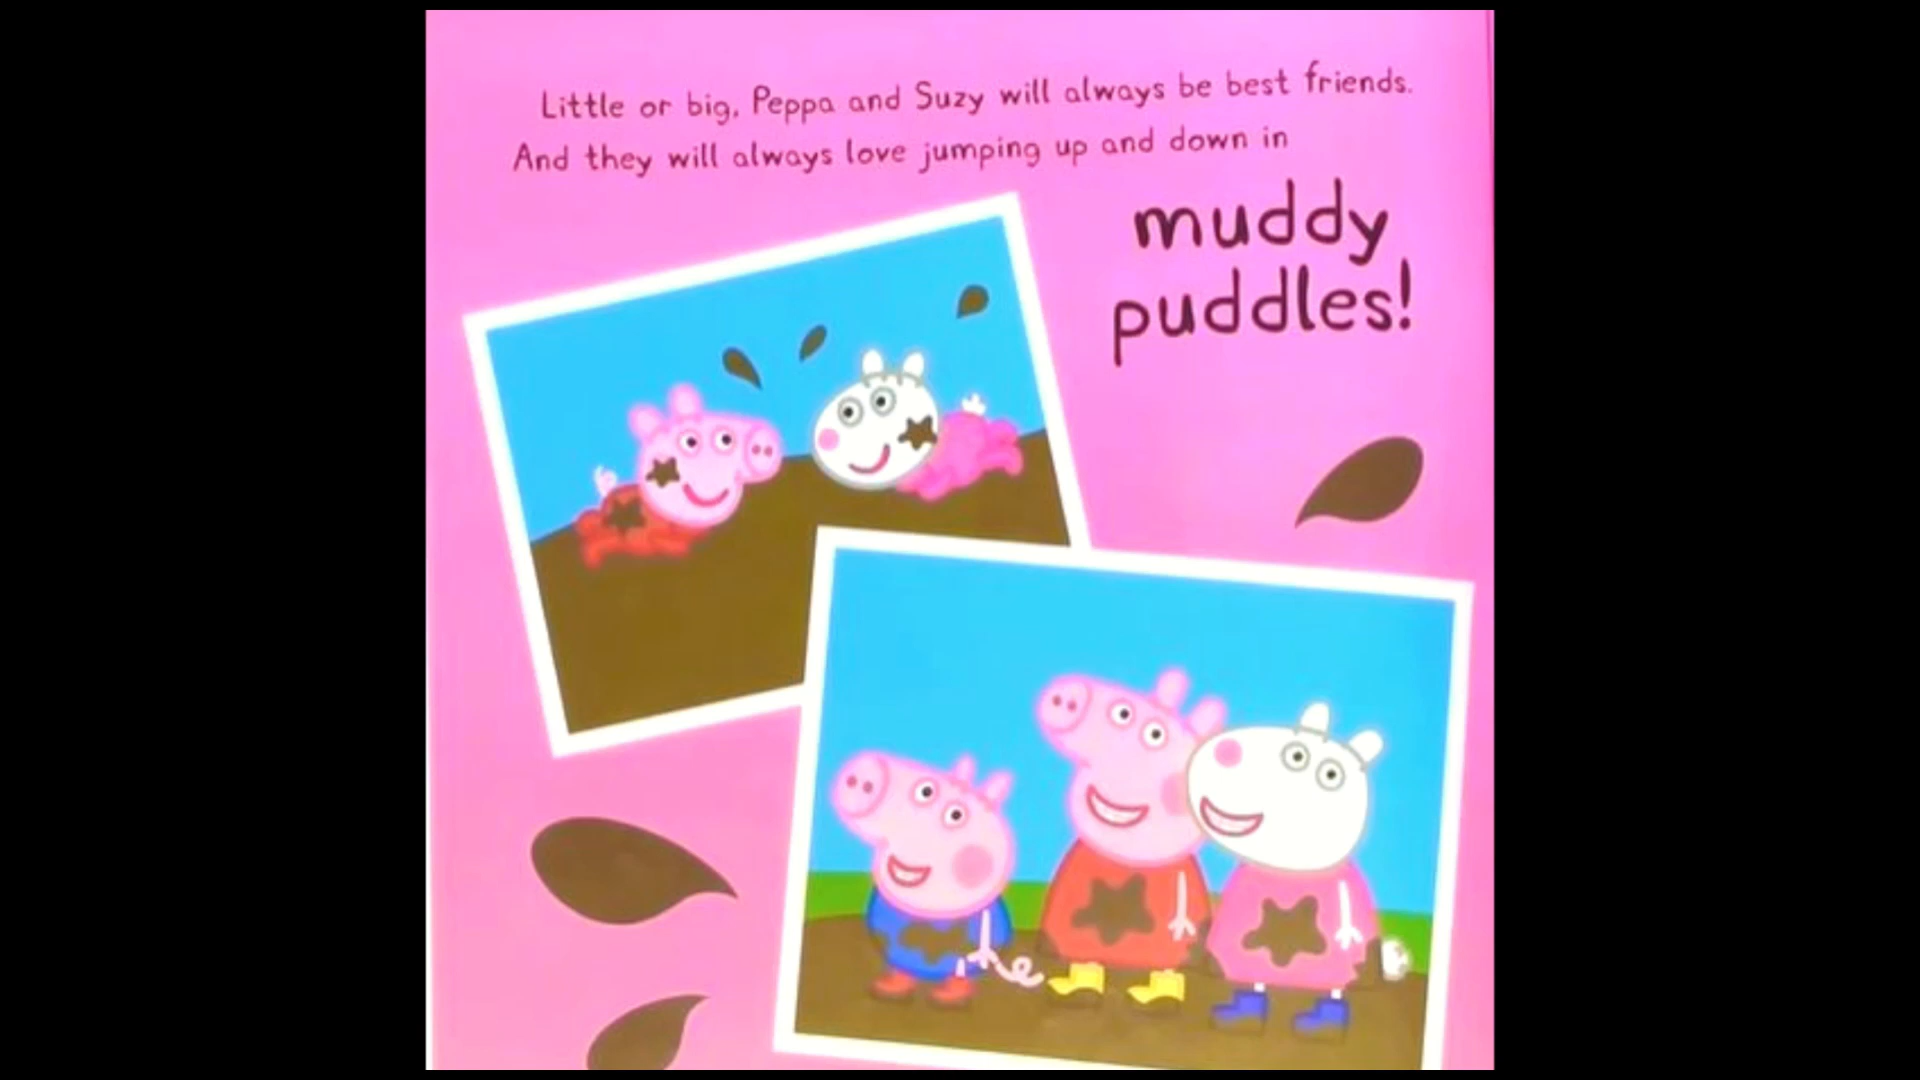 Little or big, Peppa and Suzy will always be best friends.
And they will always love jumping up and down in
muddy
puddles!